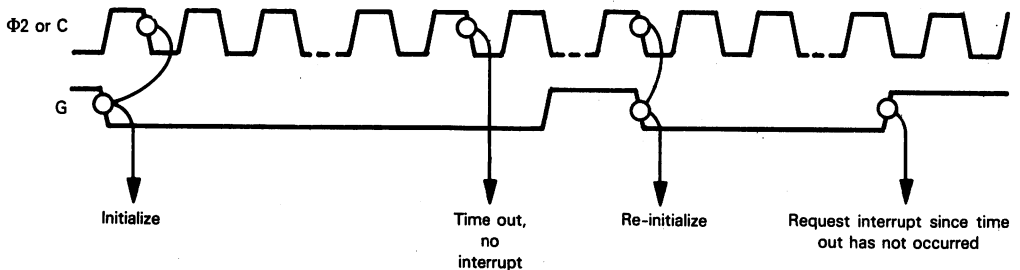 Φ2 or C
G
Initialize
Time out,
no
interrupt
Re-initialize
Request interrupt since time
out has not occurred